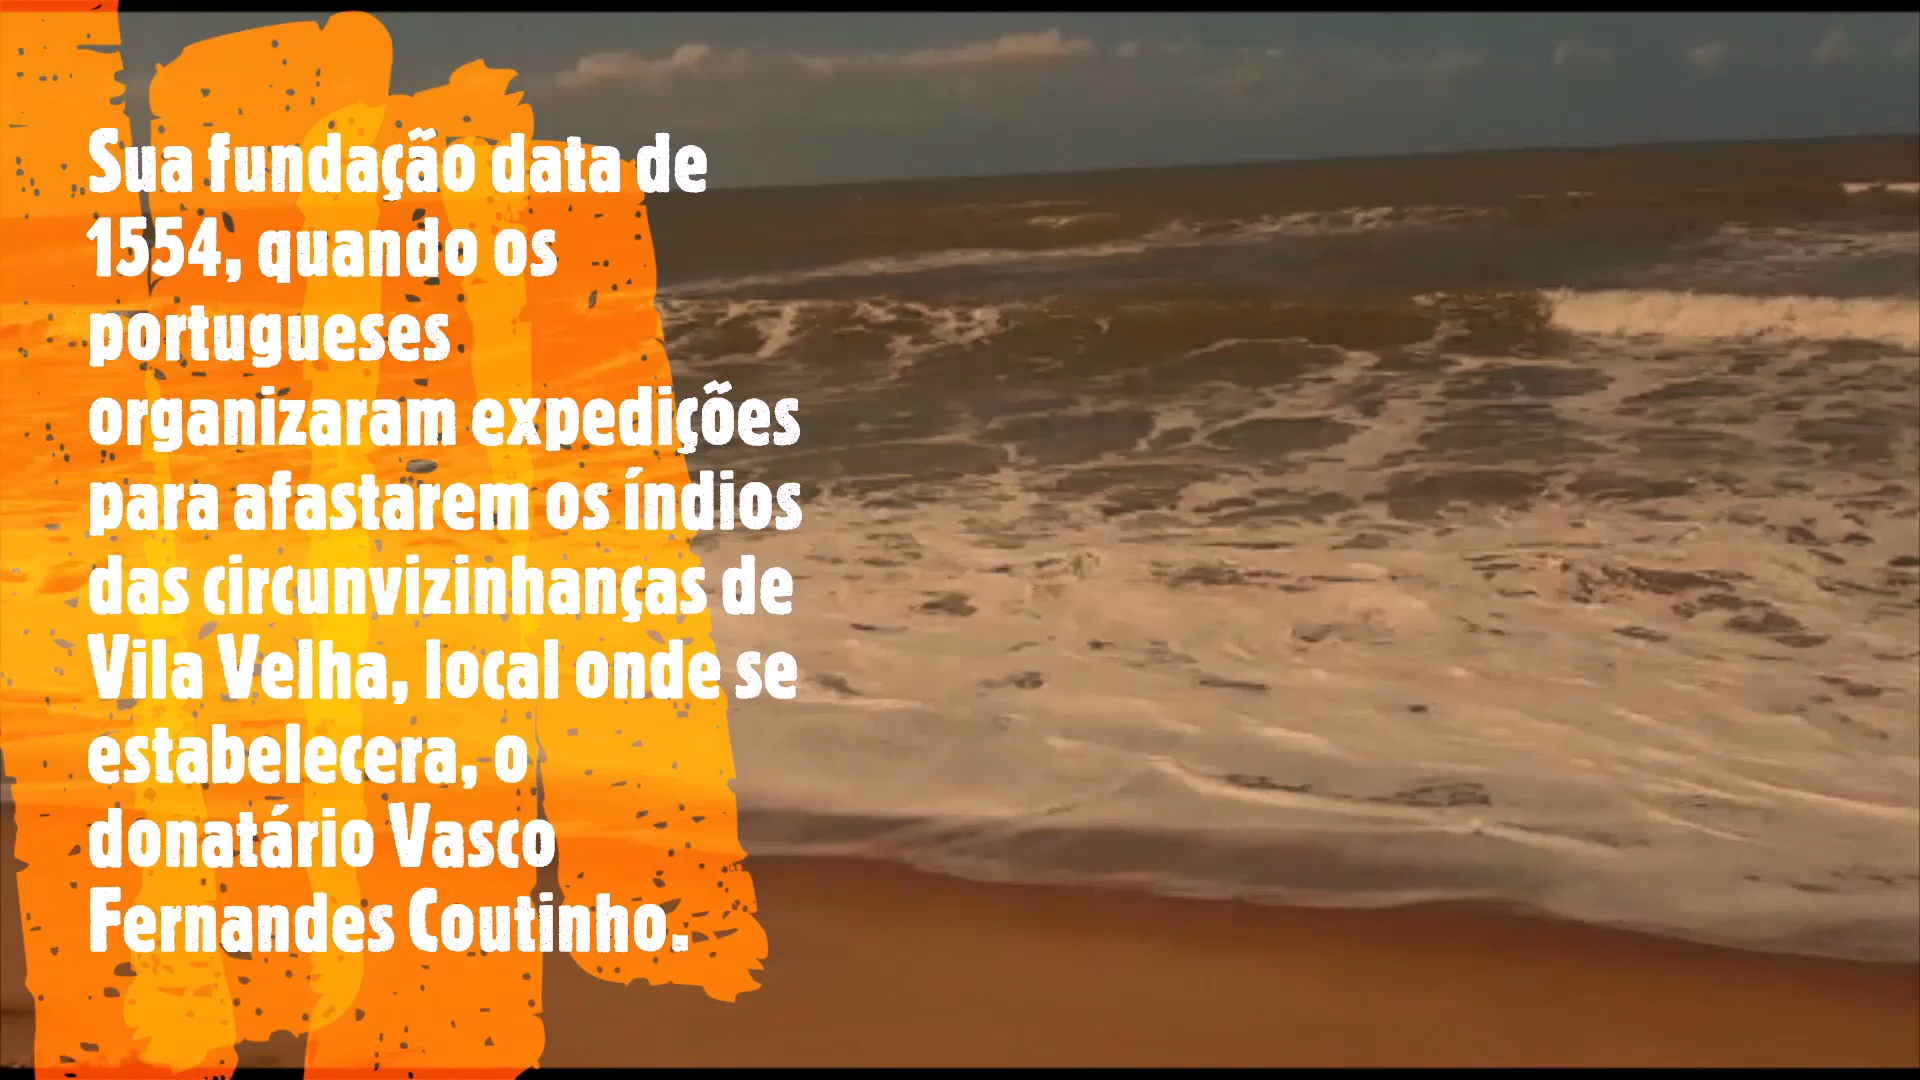 Sua fundação data de
1554, quando os
portugueses
organizaram expedições
para afastarem os índios
das circunvizinhanças de
Vila Velha, local onde se
estabelecera, o
donatário Vasco
Fernandes Coutinho.